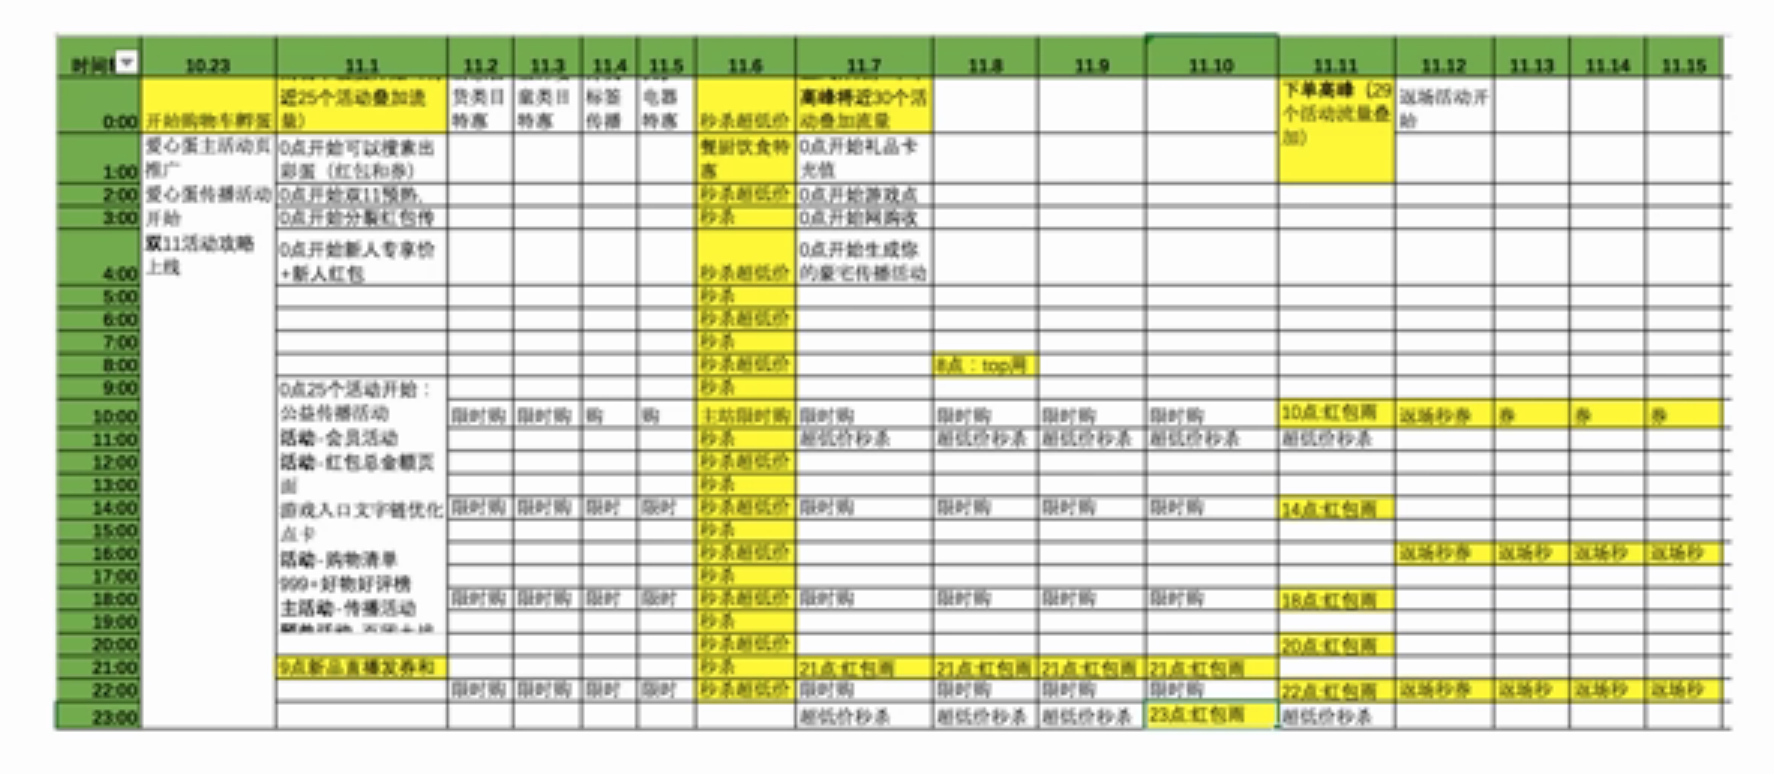 时间 10.23 11.1 11.2 11.3 11.4 11.5 11.6 11.7 11.8 11.9 11.10 11.11 11.12 11.13 11.14 11.15
近25个活动叠加流 货类日 童类日 标签 电器 高峰将近30个活 下单高峰（29 返场活动开
0:00 开始购物车孵蛋 量） 特惠 特惠 传播 特惠 秒杀超低价 动叠加流量 个活动流量叠 始
爱心蛋主活动页 0点开始可以搜索出 餐厨饮食特 0点开始礼品卡 加）
1:00 推广 彩蛋（红包和券） 惠 充值
2:00 爱心蛋传播活动 0点开始双11预热. 秒杀超低价 0点开始游戏点
3:00 开始 0点开始分裂红包传 秒杀 0点开始网购收
双11活动攻略 0点开始新人专享价 0点开始生成你
4:00 上线 +新人红包 秒杀超低价 的豪宅传播活动
5:00 秒杀
6:00 秒杀超低价
7:00 秒杀
8:00 秒杀超低价 8点：top网
9:00 0点25个活动开始： 秒杀
10:00 公益传播活动 限时购 限时购 购 购 主站限时购 限时购 限时购 限时购 限时购 10点:红包雨 返场秒券 券 券 券
11:00 活动-会员活动 秒杀 超低价秒杀 超低价秒杀 超低价秒杀 超低价秒杀 超低价秒杀
12:00 活动-红包总金额页 秒杀超低价
13:00 面 秒杀
14:00 游戏入口文字链优化 限时购 限时购 限时 限时 秒杀超低价 限时购 限时购 限时购 限时购 14点:红包雨
15:00 点卡 秒杀
16:00 活动-购物清单 秒杀超低价 返场秒券 返场秒 返场秒 返场秒
17:00 999+好物好评榜 秒杀
18:00 主活动-传播活动 限时购 限时购 限时 限时 秒杀超低价 限时购 限时购 限时购 限时购 18点:红包雨
19:00 秒杀
20:00 秒杀超低价 20点:红包雨
21:00 9点新品直播发券和 秒杀 21点:红包雨 21点:红包雨 21点:红包雨 21点:红包雨
22:00 限时购 限时购 限时 限时 秒杀超低价 限时购 限时购 限时购 限时购 22点:红包雨 返场秒券 返场秒 返场秒 返场秒
23:00 超低价秒杀 超低价秒杀 超低价秒杀 23点:红包雨 超低价秒杀